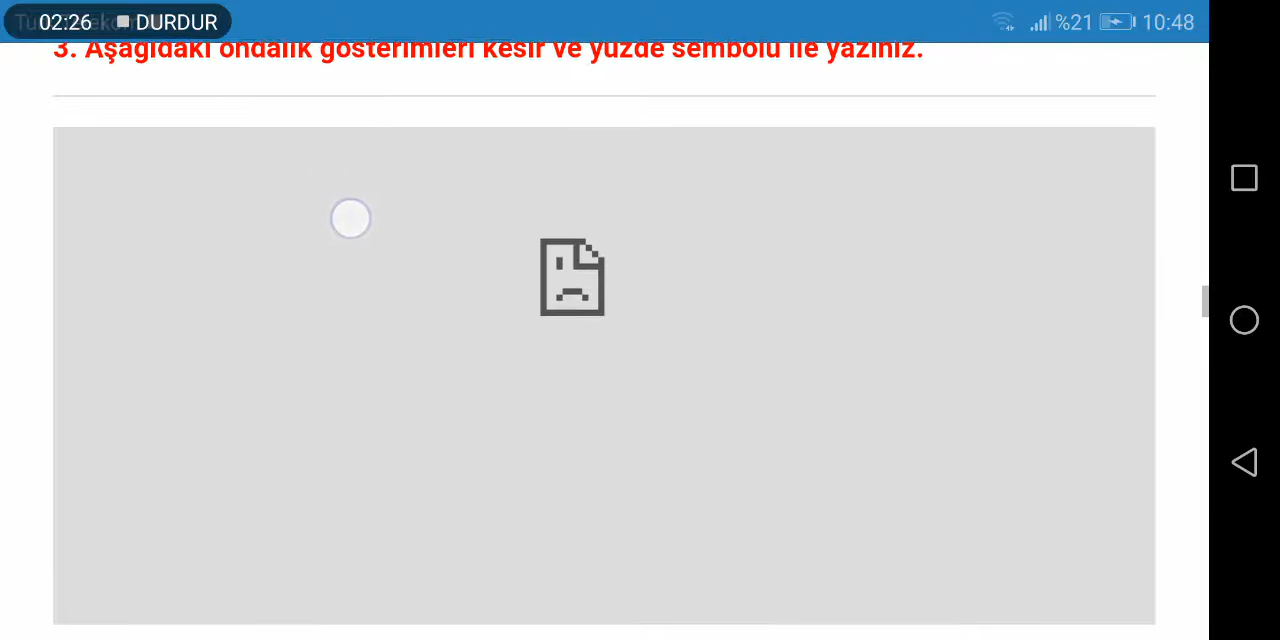 02:26 DURDUR %21 10:48
3. Aşağıdaki ondalık gösterimleri kesir ve yüzde sembolü ile yazınız.